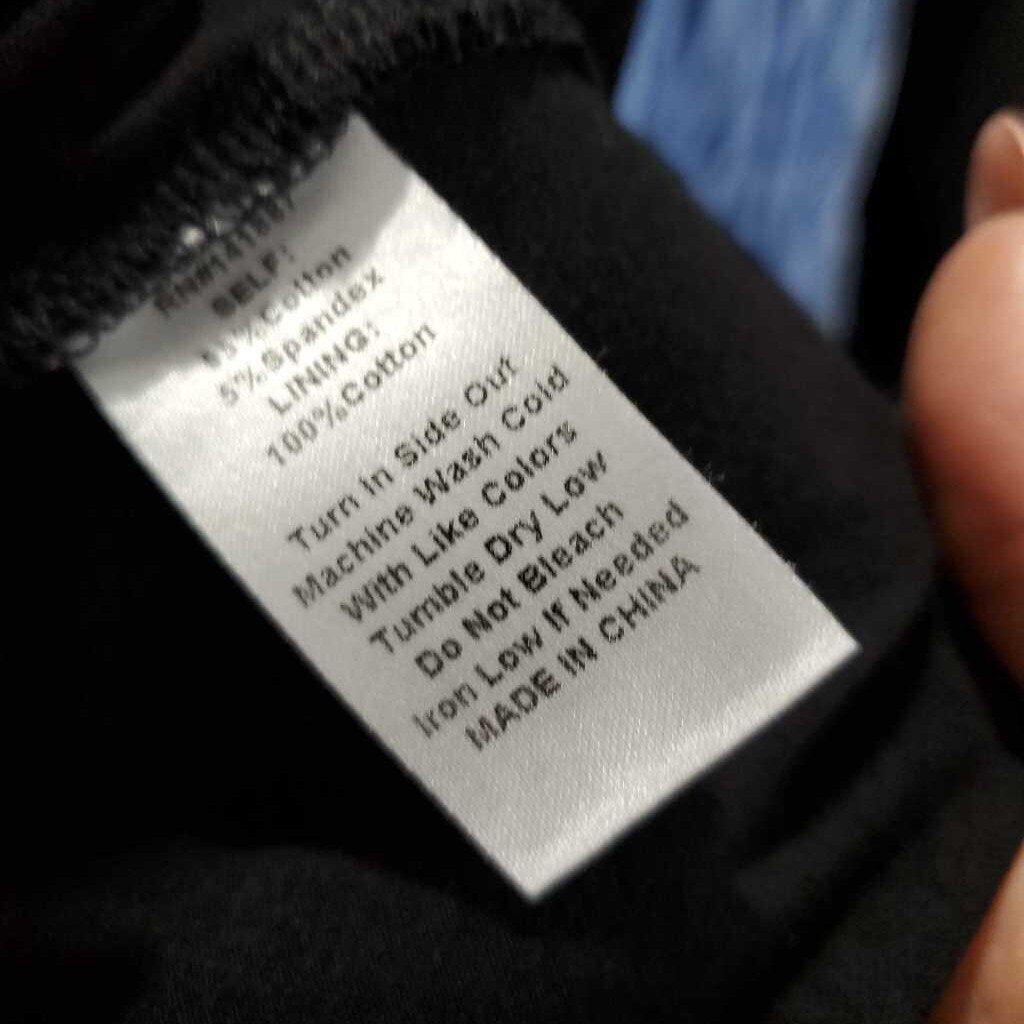 SELF:
Cotton
5%Spandex
LINING:
100%Cotton
Turn In Side Out
Machine Wash Cold
With Like Colors
Tumble Dry Low
Do Not Bleach
Iron Low If Needed
MADE IN CHINA